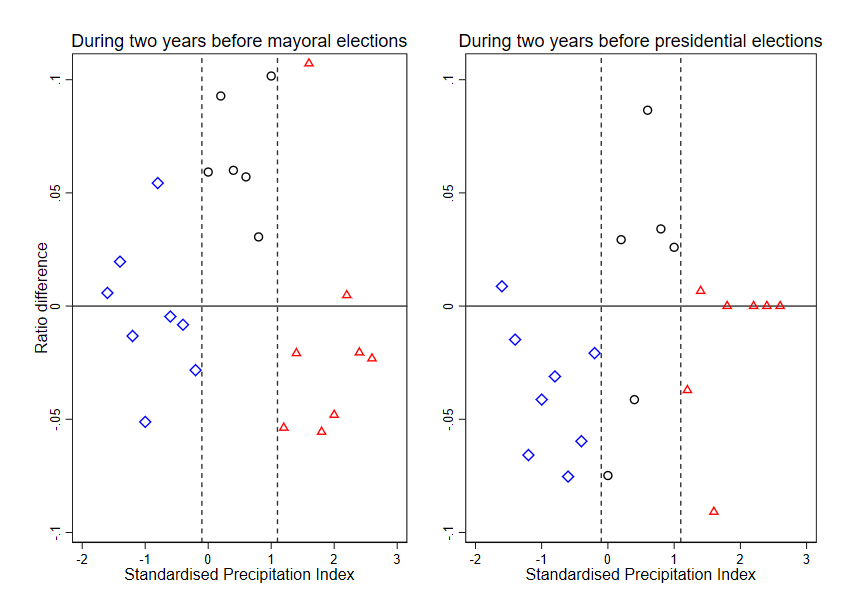 During two years before mayoral elections
During two years before presidential elections
Ratio difference
.1
.05
0
-.05
-.1
-2 -1 0 1 2 3
Standardised Precipitation Index
.1
.05
0
-.05
-.1
-2 -1 0 1 2 3
Standardised Precipitation Index